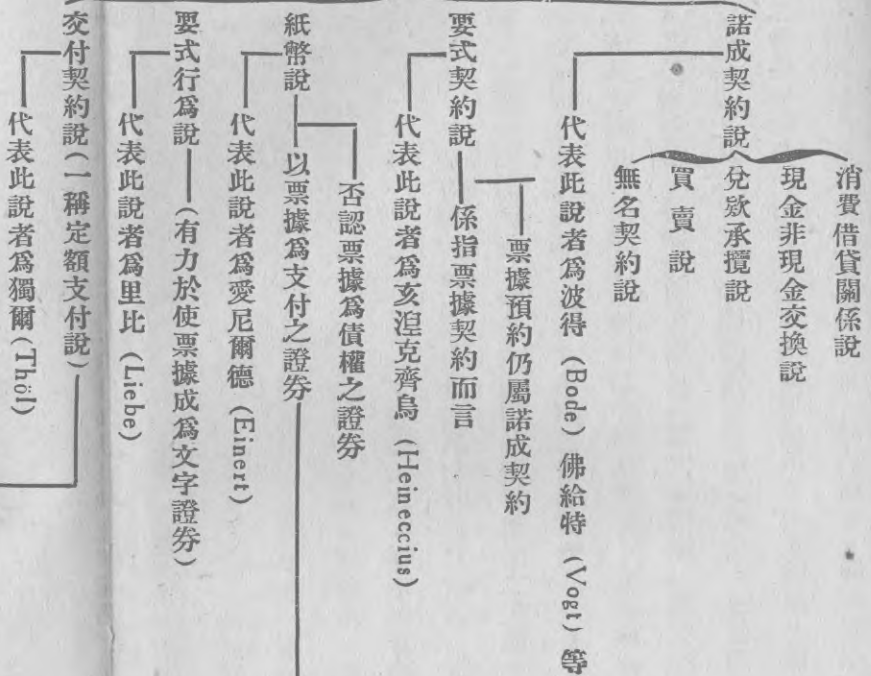 消費借貸關係說
現金非現金交換說
諾成契約說
兌欵承攬說
買賣說
無名契約說
代表此說者爲波得 (Bode) 佛給特 (Vogt) 等
票據預約仍屬諾成契約
要式契約說
係指票據契約而言
代表此說者爲亥湼克齊烏 (Heineccius)
否認票據爲債權之證券
紙幣說
以票據爲支付之證券
代表此說者爲愛尼爾德 (Einert)
要式行爲說
(有力於使票據成爲文字證券)
代表此說者爲里比 (Liebe)
交付契約說(一稱定額支付說)
代表此說者爲獨爾 (Thöl)